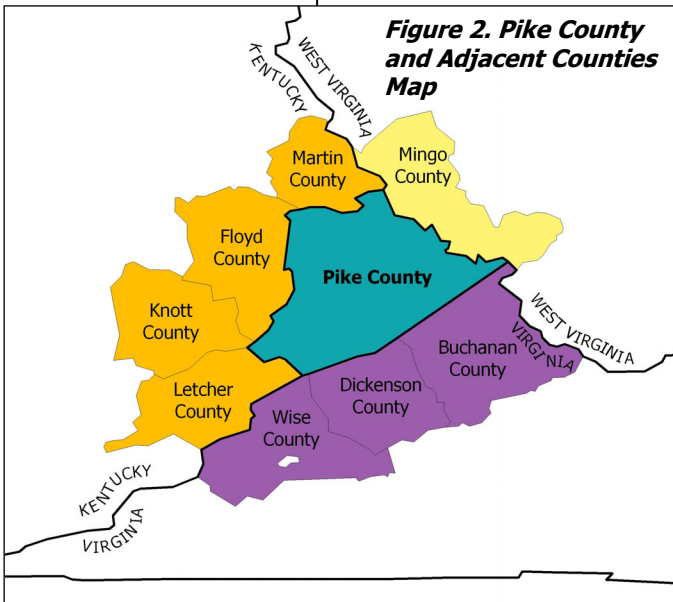 Figure 2. Pike County
and Adjacent Counties
Map
KENTUCKY
WEST VIRGINIA
Martin
County
Mingo
County
Floyd
County
Pike County
Knott
County
Letcher
County
Wise
County
Dickenson
County
Buchanan
County
WEST VIRGINIA
VIRGINIA
KENTUCKY
VIRGINIA